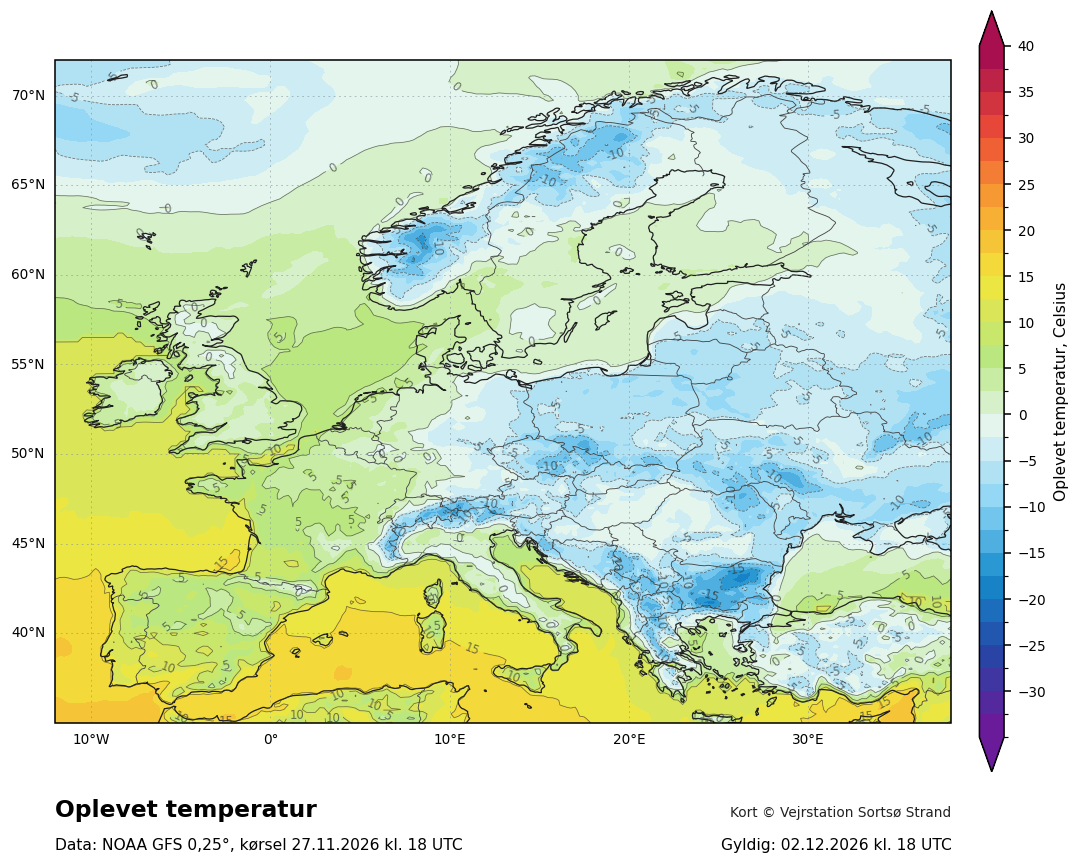 70°N
65°N
60°N
55°N
50°N
45°N
40°N
10°W
0°
10°E
20°E
30°E
40
35
30
25
20
15
10
5
0
−5
−10
−15
−20
−25
−30
Oplevet temperatur, Celsius
Oplevet temperatur
Kort © Vejrstation Sortsø Strand
Data: NOAA GFS 0,25°, kørsel 27.11.2026 kl. 18 UTC
Gyldig: 02.12.2026 kl. 18 UTC